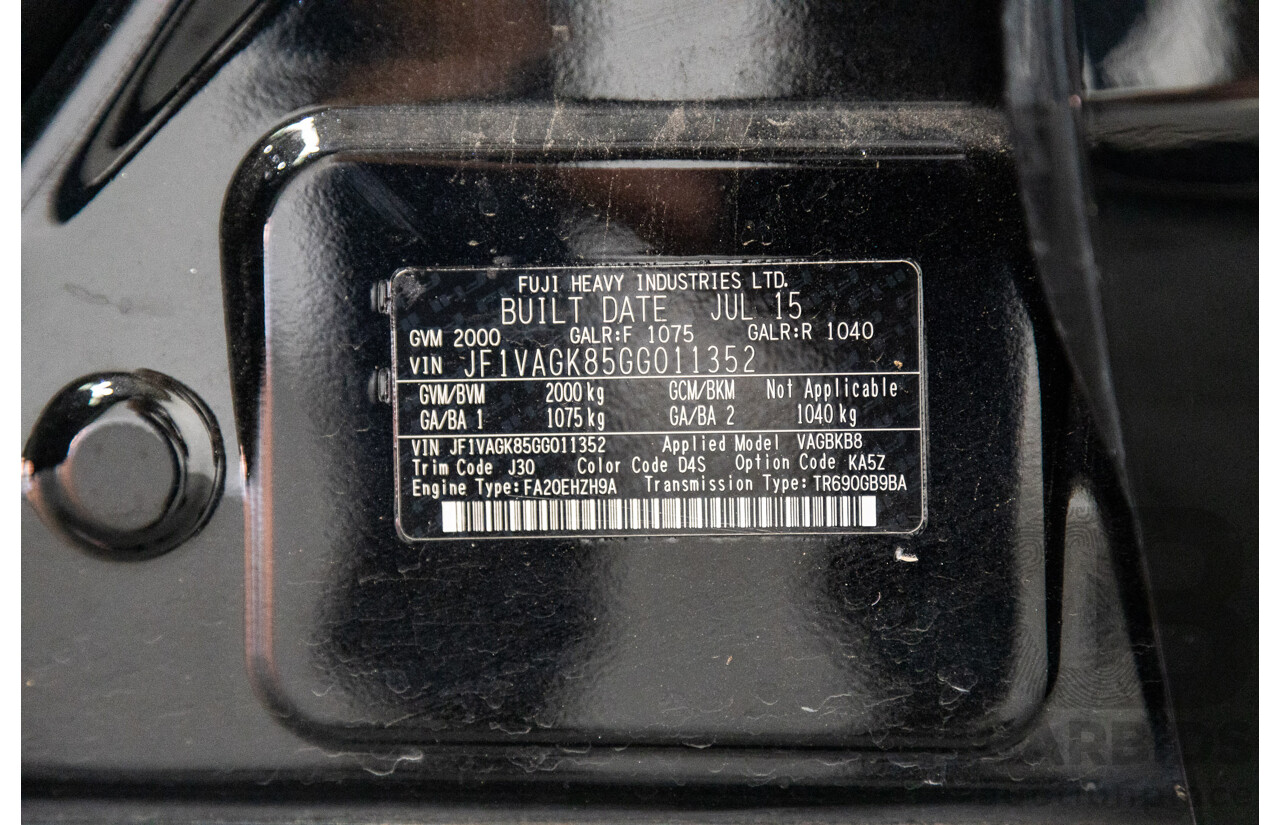 FUJI HEAVY INDUSTRIES LTD.
BUILT DATE JUL 15
GVM 2000 GALR:F 1075 GALR:R 1040
VIN JF1VAGK85GG011352
GVM/BVM 2000 kg GCM/BKM Not Applicable
GA/BA 1 1075 kg GA/BA 2 1040 kg
VIN JF1VAGK85GG011352 Applied Model VAGBKB8
Trim Code J30 Color Code D4S Option Code KA5Z
Engine Type:FA20EHZH9A Transmission Type:TR690GB9BA